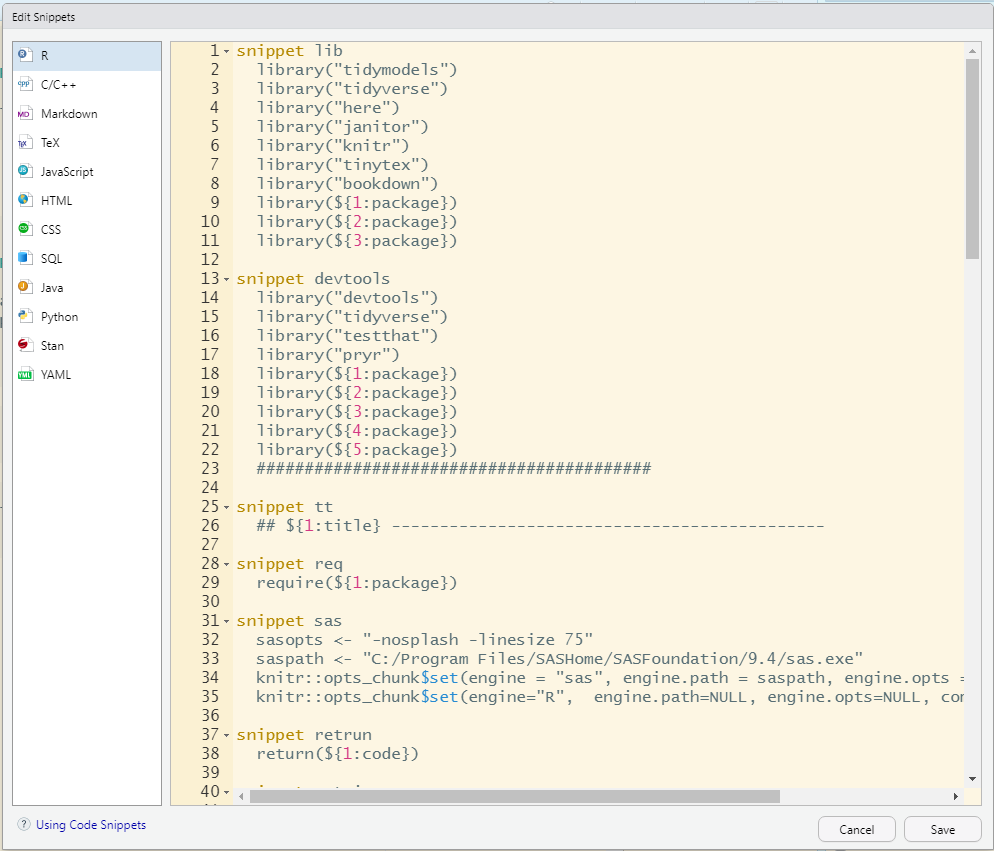 Edit Snippets
R
C/C++
Markdown
TeX
JavaScript
HTML
CSS
SQL
Java
Python
Stan
YAML
1 snippet lib
2 library("tidymodels")
3 library("tidyverse")
4 library("here")
5 library("janitor")
6 library("knitr")
7 library("tinytex")
8 library("bookdown")
9 library(${1:package})
10 library(${2:package})
11 library(${3:package})
12
13 snippet devtools
14 library("devtools")
15 library("tidyverse")
16 library("testthat")
17 library("pryr")
18 library(${1:package})
19 library(${2:package})
20 library(${3:package})
21 library(${4:package})
22 library(${5:package})
23 #########################################
24
25 snippet tt
26 ## ${1:title} ---------------------------------------------
27
28 snippet req
29 require(${1:package})
30
31 snippet sas
32 sasopts <- "-nosplash -linesize 75"
33 saspath <- "C:/Program Files/SASHome/SASFoundation/9.4/sas.exe"
34 knitr::opts_chunk$set(engine = "sas", engine.path = saspath, engine.opts =
35 knitr::opts_chunk$set(engine="R",  engine.path=NULL, engine.opts=NULL, co
36
37 snippet retrun
38 return(${1:code})
39
40
Using Code Snippets
Cancel
Save